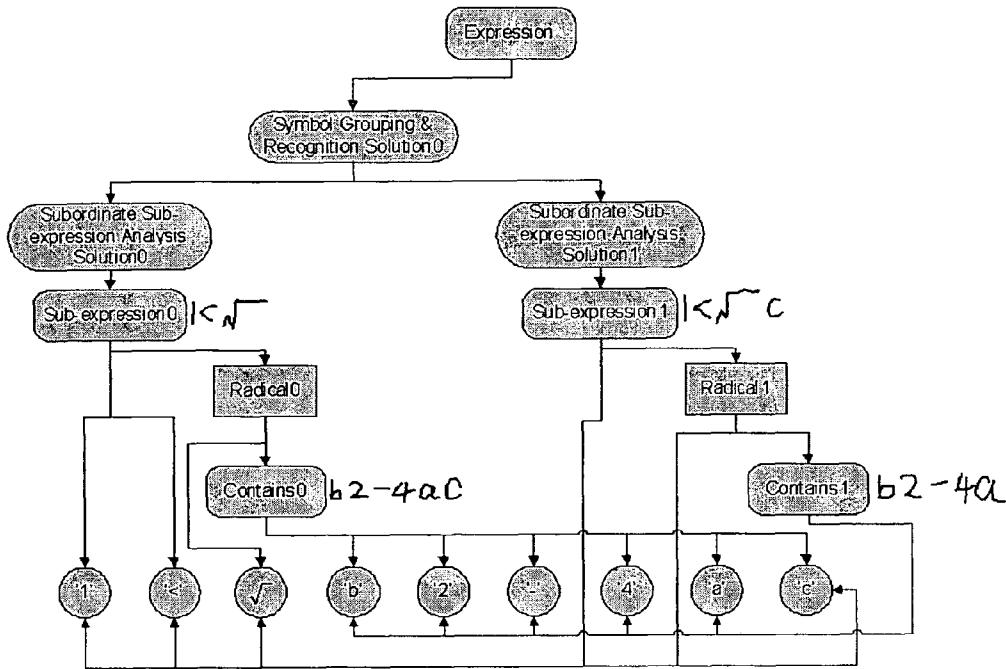 Expression
Symbol Grouping &
Recognition Solution0
Subordinate Sub-
expression Analysis
Solution0
Subordinate Sub-
expression Analysis
Solution1
Sub-expression0
1<√
Sub-expression1
1<√ c
Radical0
Radical1
Contains0
b2-4ac
Contains1
b2-4a
'1' '<' '√' 'b' '2' '-' '4' 'a' 'c'